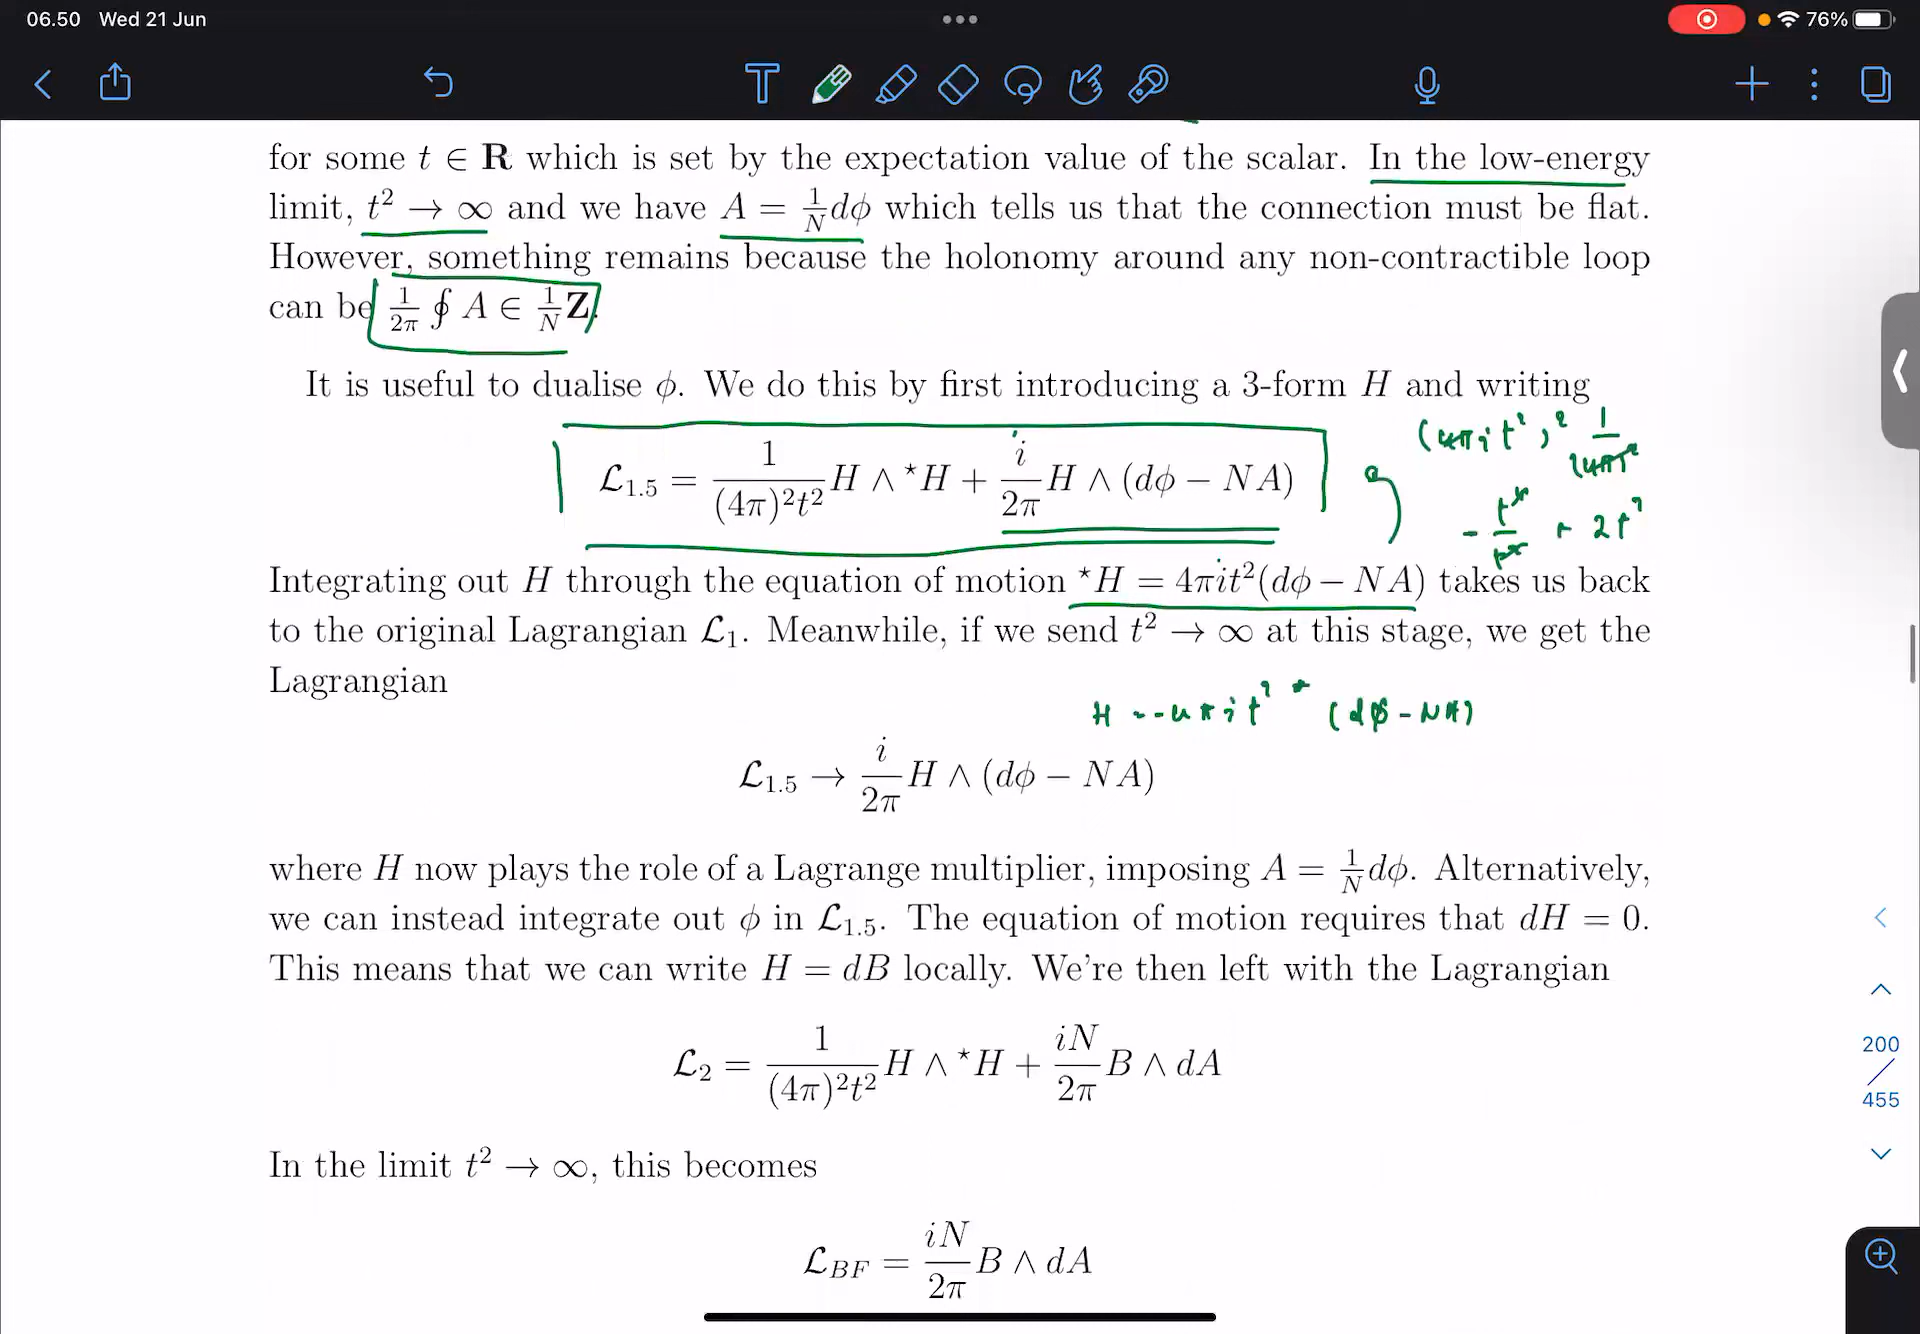 06.50 Wed 21 Jun
76%
for some t ∈ R which is set by the expectation value of the scalar. In the low-energy
limit, t² → ∞ and we have A = 1/N dϕ which tells us that the connection must be flat.
However, something remains because the holonomy around any non-contractible loop
can be 1/2π ∮ A ∈ 1/N Z.
It is useful to dualise ϕ. We do this by first introducing a 3-form H and writing
ℒ1.5 = 1/(4π)²t² H ∧ *H + i/2π H ∧ (dϕ − NA)
(4πit²)² 1/(4π)²
+ 2t²
Integrating out H through the equation of motion *H = 4πit²(dϕ − NA) takes us back
to the original Lagrangian ℒ1. Meanwhile, if we send t² → ∞ at this stage, we get the
Lagrangian
H = -4πit² * (dϕ - NA)
ℒ1.5 → i/2π H ∧ (dϕ − NA)
where H now plays the role of a Lagrange multiplier, imposing A = 1/N dϕ. Alternatively,
we can instead integrate out ϕ in ℒ1.5. The equation of motion requires that dH = 0.
This means that we can write H = dB locally. We're then left with the Lagrangian
ℒ2 = 1/(4π)²t² H ∧ *H + iN/2π B ∧ dA
200
/
455
In the limit t² → ∞, this becomes
ℒBF = iN/2π B ∧ dA